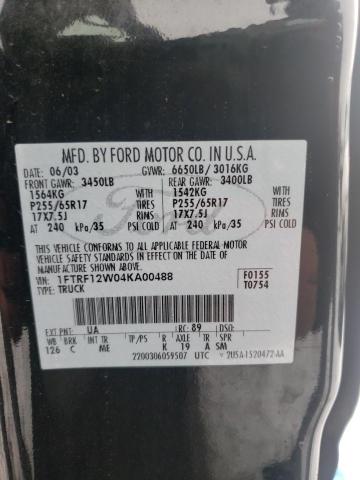 MFD. BY FORD MOTOR CO. IN U.S.A.
DATE: 06/03 GVWR: 6650LB/ 3016KG
FRONT GAWR: 3450LB REAR GAWR: 3400LB
1564KG WITH 1542KG WITH
P255/65R17 TIRES P255/65R17 TIRES
17X7.5J RIMS 17X7.5J RIMS
AT 240 kPa/35 PSI COLD AT 240 kPa/35 PSI COLD
THIS VEHICLE CONFORMS TO ALL APPLICABLE FEDERAL MOTOR
VEHICLE SAFETY STANDARDS IN EFFECT ON THE DATE OF
MANUFACTURE SHOWN ABOVE.
VIN: 1FTRF12W04KA00488 F0155
TYPE: TRUCK T0754
EXT PNT: UA RC: 89 DSO:
WB BRK INT TR TP/PS R AXLE TR SPR
126 C ME K 19 A SM
2200306059507 UTC 2U5A-1520472-AA